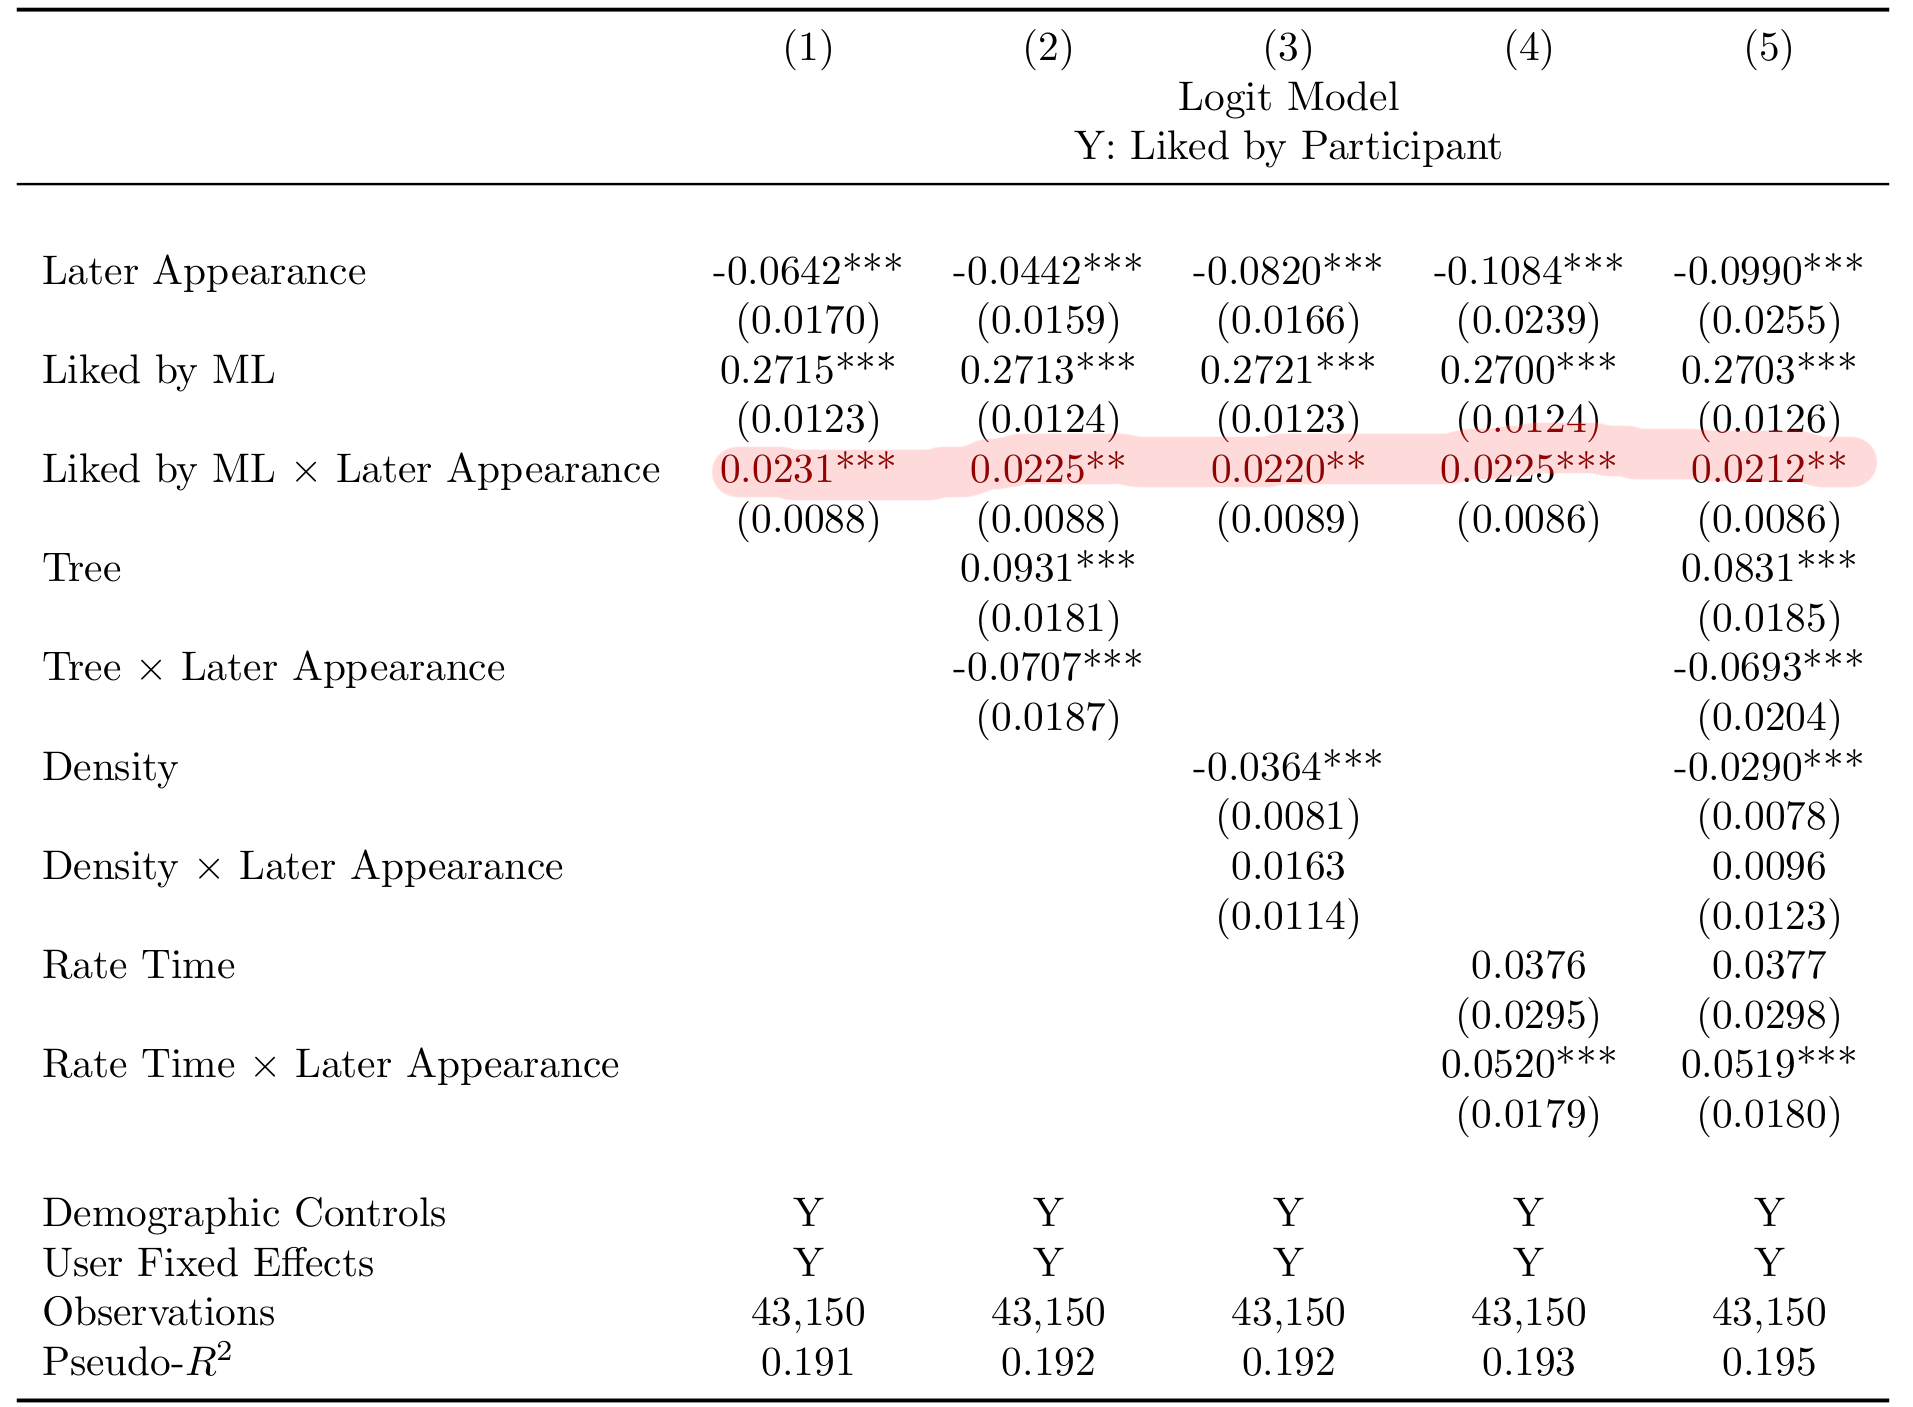 (1) (2) (3) (4) (5)
Logit Model
Y: Liked by Participant
Later Appearance -0.0642*** -0.0442*** -0.0820*** -0.1084*** -0.0990***
(0.0170) (0.0159) (0.0166) (0.0239) (0.0255)
Liked by ML 0.2715*** 0.2713*** 0.2721*** 0.2700*** 0.2703***
(0.0123) (0.0124) (0.0123) (0.0124) (0.0126)
Liked by ML × Later Appearance 0.0231*** 0.0225** 0.0220** 0.0225*** 0.0212**
(0.0088) (0.0088) (0.0089) (0.0086) (0.0086)
Tree 0.0931*** 0.0831***
(0.0181) (0.0185)
Tree × Later Appearance -0.0707*** -0.0693***
(0.0187) (0.0204)
Density -0.0364*** -0.0290***
(0.0081) (0.0078)
Density × Later Appearance 0.0163 0.0096
(0.0114) (0.0123)
Rate Time 0.0376 0.0377
(0.0295) (0.0298)
Rate Time × Later Appearance 0.0520*** 0.0519***
(0.0179) (0.0180)
Demographic Controls Y Y Y Y Y
User Fixed Effects Y Y Y Y Y
Observations 43,150 43,150 43,150 43,150 43,150
Pseudo-R² 0.191 0.192 0.192 0.193 0.195